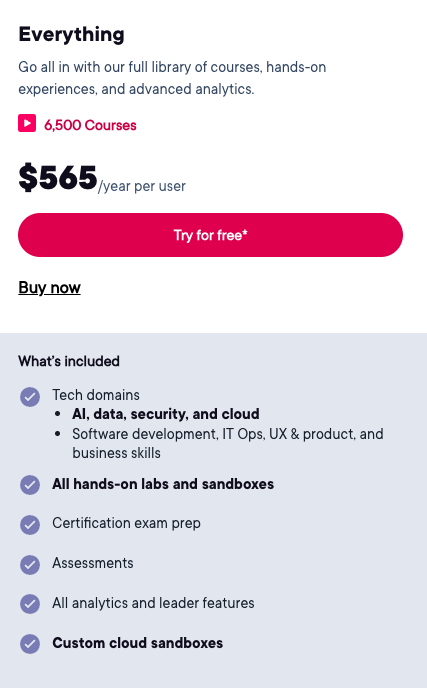 Everything
Go all in with our full library of courses, hands-on
experiences, and advanced analytics.
6,500 Courses
$565/year per user
Try for free*
Buy now
What's included
Tech domains
• AI, data, security, and cloud
• Software development, IT Ops, UX & product, and
business skills
All hands-on labs and sandboxes
Certification exam prep
Assessments
All analytics and leader features
Custom cloud sandboxes